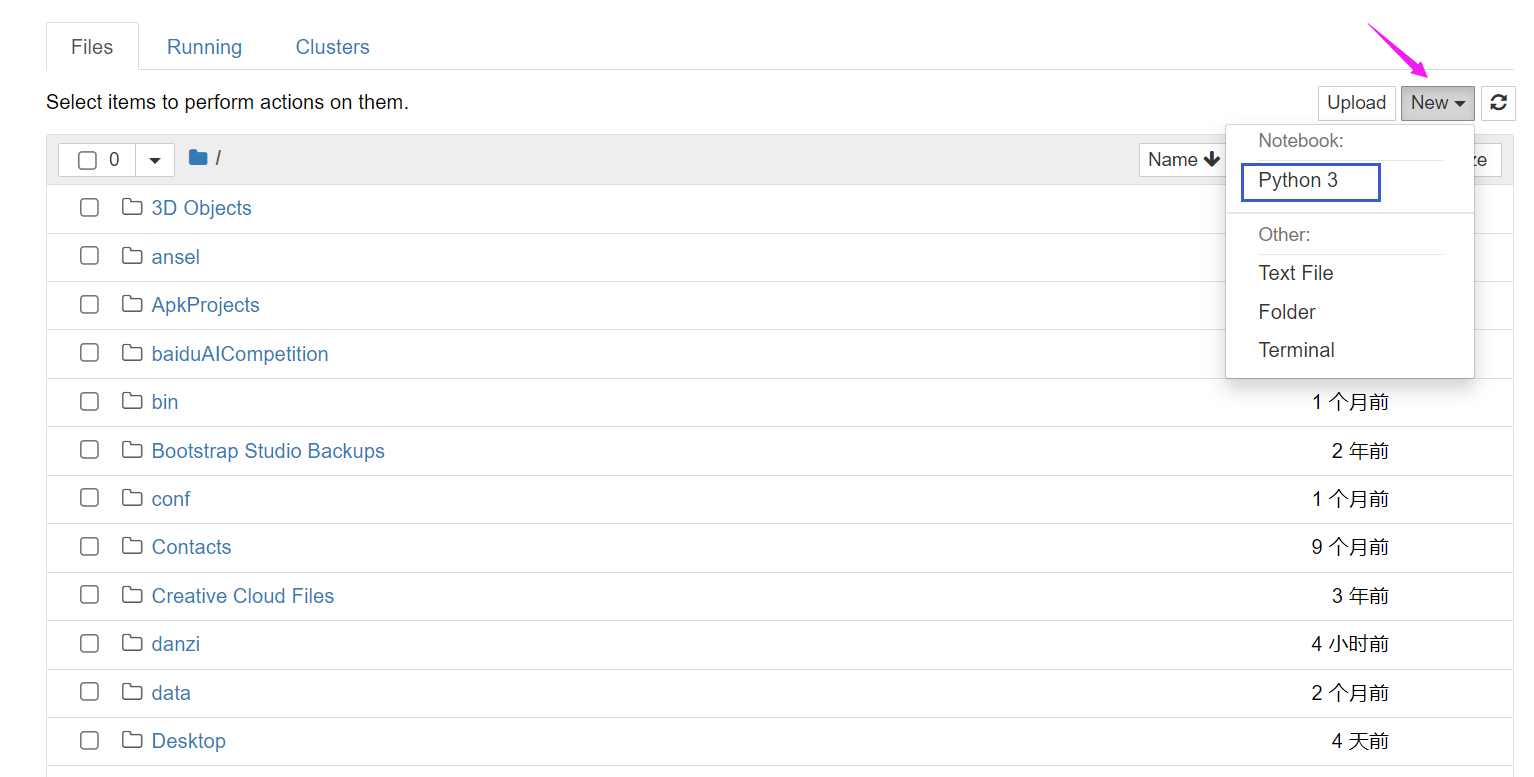 Files Running Clusters
Select items to perform actions on them.
Upload New
0 / Name ze
Notebook:
Python 3
Other:
Text File
Folder
Terminal
3D Objects
ansel
ApkProjects
baiduAICompetition
bin 1 个月前
Bootstrap Studio Backups 2 年前
conf 1 个月前
Contacts 9 个月前
Creative Cloud Files 3 年前
danzi 4 小时前
data 2 个月前
Desktop 4 天前